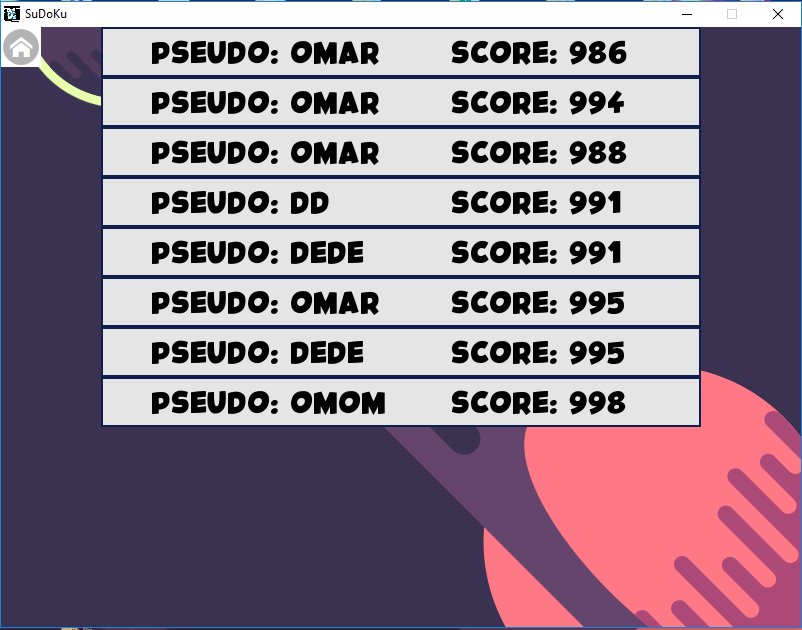 SuDoKu
PSEUDO: OMAR SCORE: 986
PSEUDO: OMAR SCORE: 994
PSEUDO: OMAR SCORE: 988
PSEUDO: DD SCORE: 991
PSEUDO: DEDE SCORE: 991
PSEUDO: OMAR SCORE: 995
PSEUDO: DEDE SCORE: 995
PSEUDO: OMOM SCORE: 998